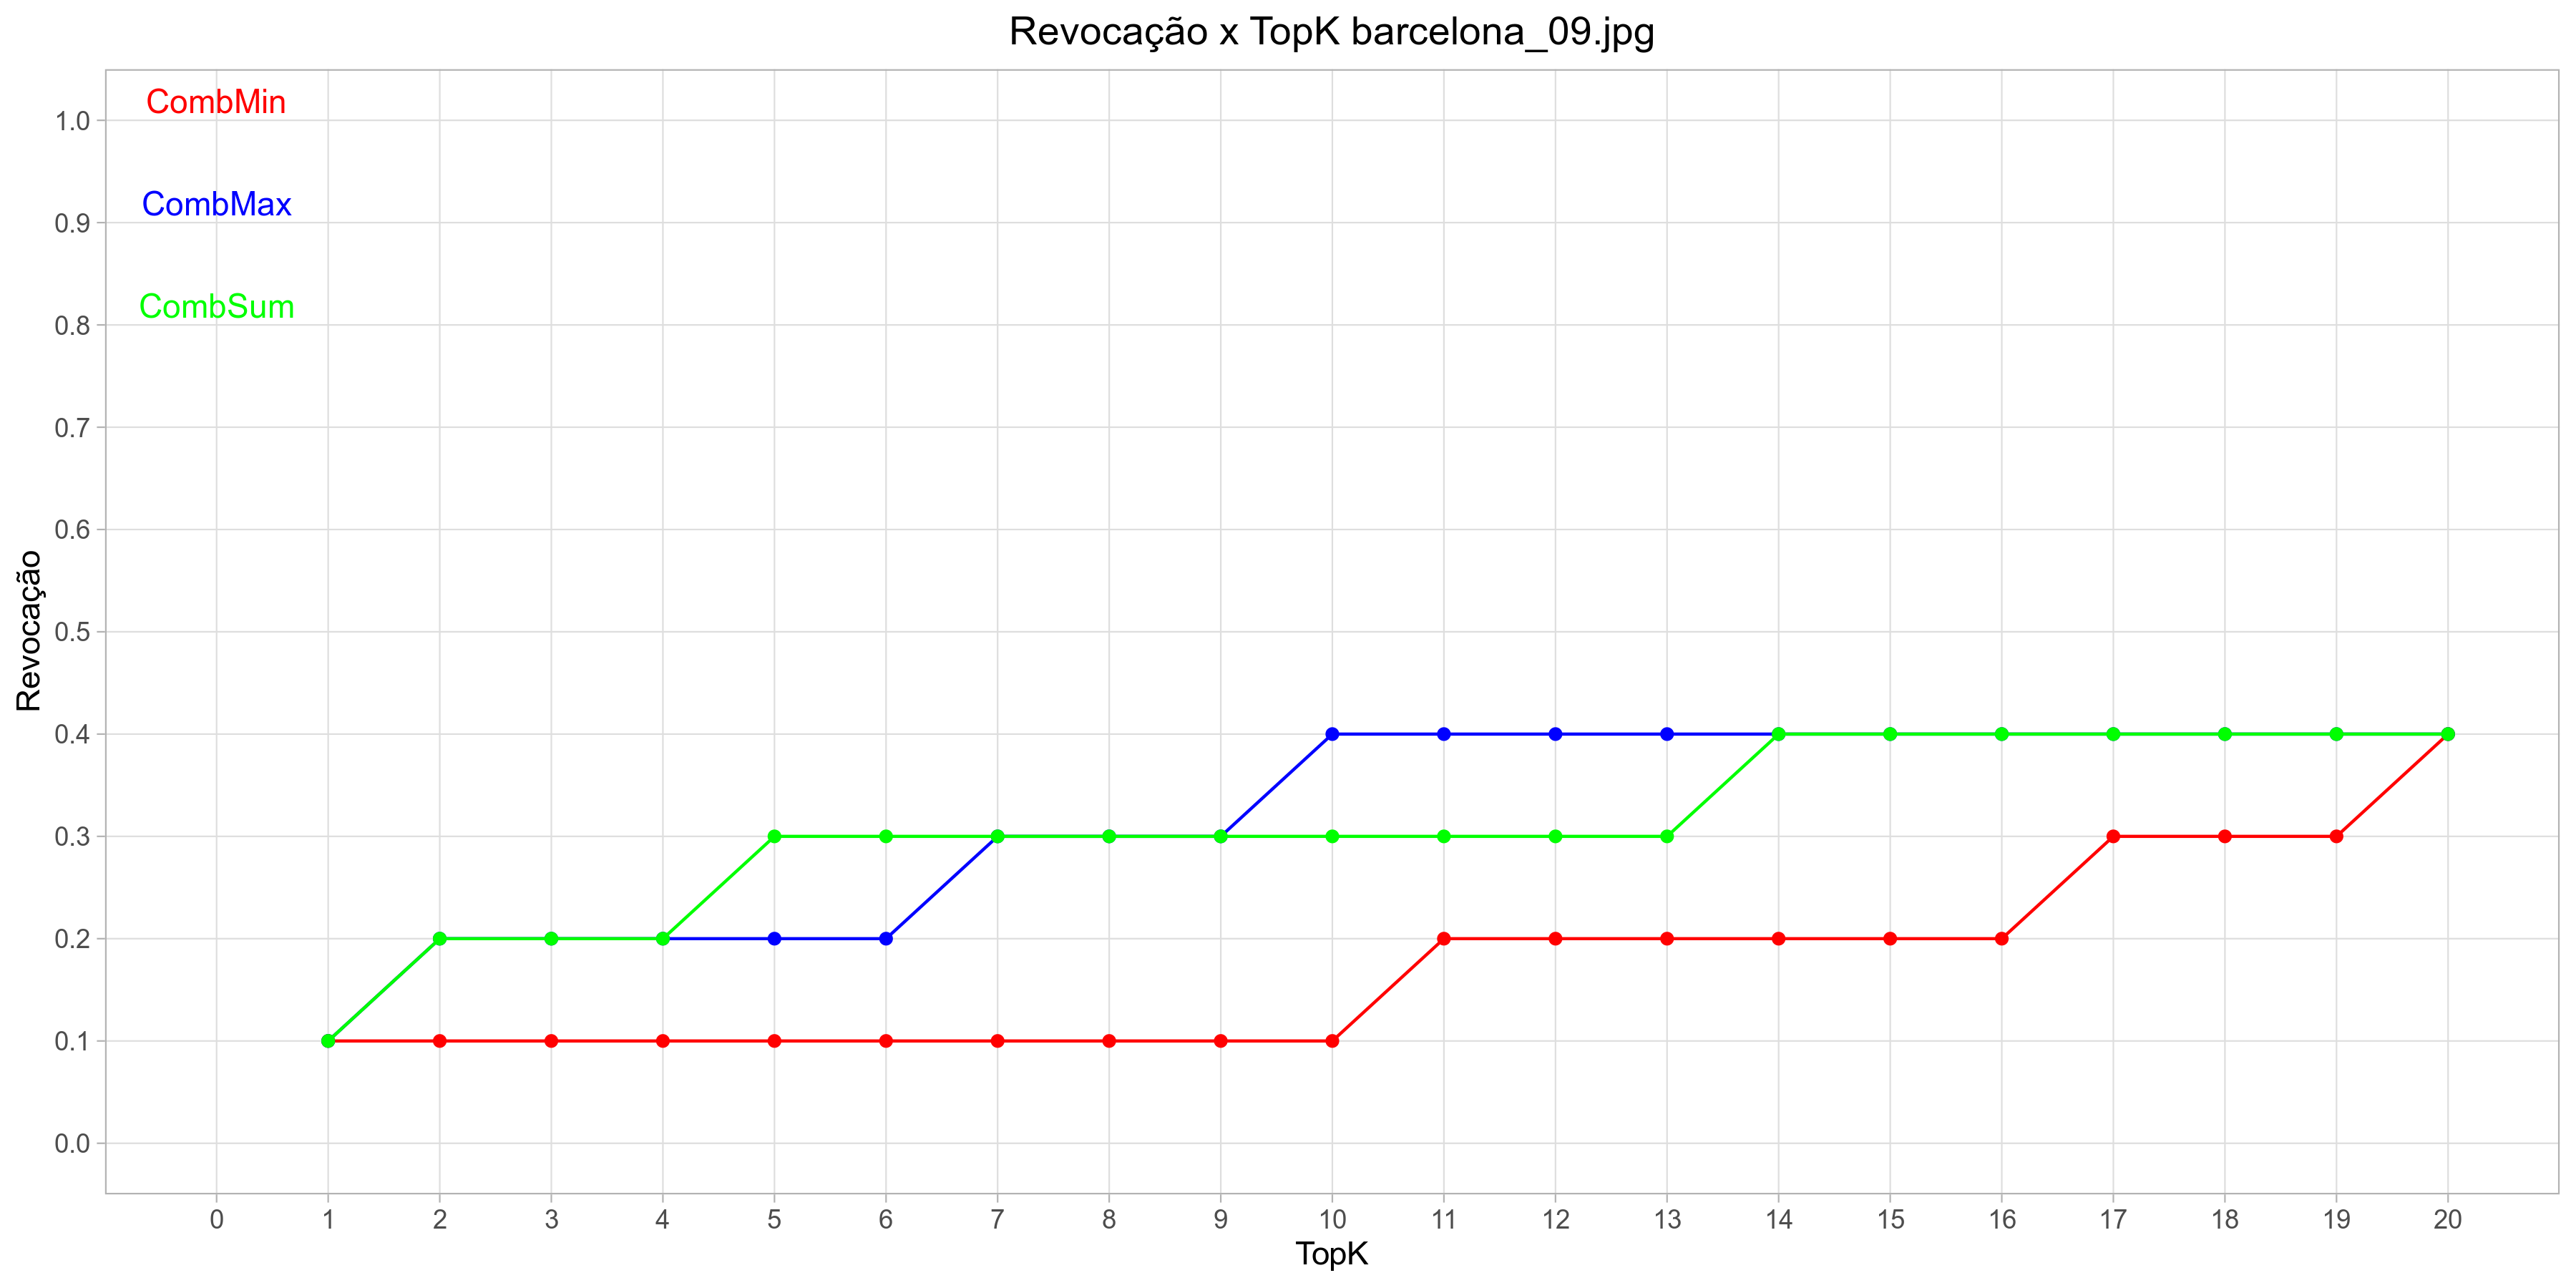 Revocação x TopK barcelona_09.jpg
CombMin
CombMax
CombSum
1.0
0.9
0.8
0.7
0.6
0.5
0.4
0.3
0.2
0.1
0.0
Revocação
0 1 2 3 4 5 6 7 8 9 10 11 12 13 14 15 16 17 18 19 20
TopK